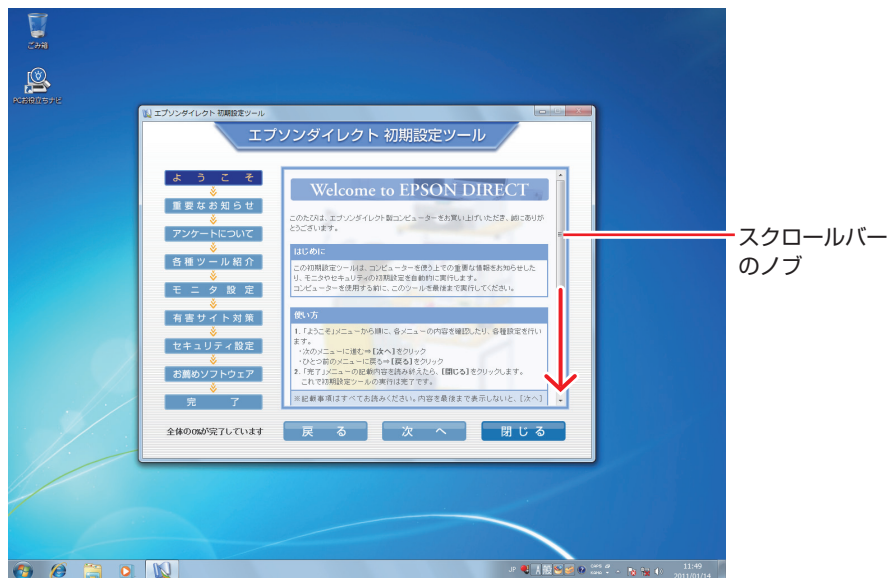 ごみ箱
PCお役立ちナビ
エプソンダイレクト 初期設定ツール
エプソンダイレクト 初期設定ツール
ようこそ
重要なお知らせ
アンケートについて
各種ツール紹介
モニタ設定
有害サイト対策
セキュリティ設定
お薦めソフトウェア
完了
全体の0%が完了しています
Welcome to EPSON DIRECT
このたびは、エプソンダイレクト製コンピューターをお買い上げいただき、誠にありが
とうございます。
はじめに
この初期設定ツールは、コンピューターを使う上での重要な情報をお知らせした
り、モニタやセキュリティの初期設定を自動的に実行します。
コンピューターを使用する前に、このツールを最後まで実行してください。
使い方
1.「ようこそ」メニューから順に、各メニューの内容を確認したり、各種設定を行い
ます。
・次のメニューに進む⇒[次へ]をクリック
・ひとつ前のメニューに戻る⇒[戻る]をクリック
2.「完了」メニューの記載内容を読み終えたら、[閉じる]をクリックします。
これで初期設定ツールの実行は完了です。
※記載事項はすべてお読みください。内容を最後まで表示しないと、[次へ]
戻る
次へ
閉じる
スクロールバー
のノブ
JP
CAPS
KANA
11:49
2011/01/14